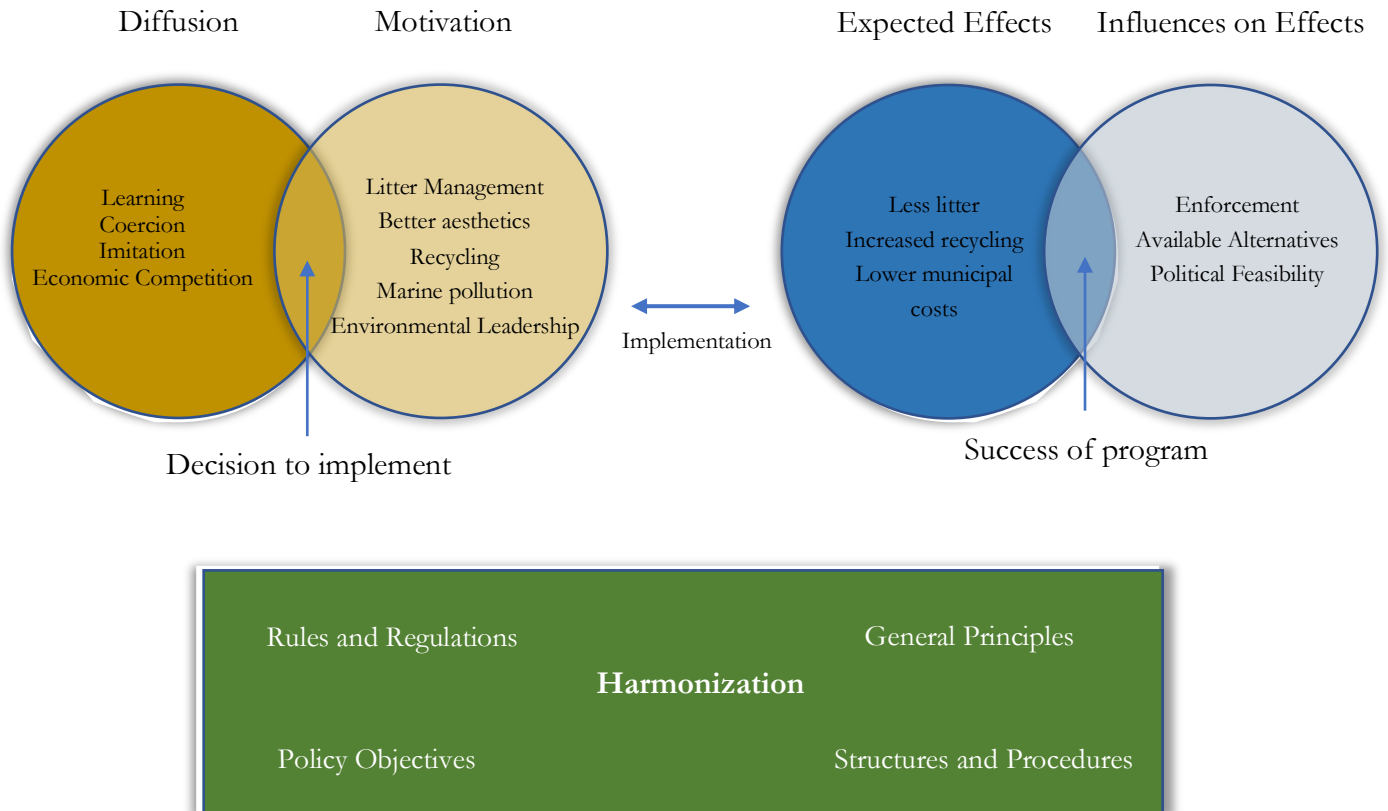 Diffusion
Motivation
Expected Effects
Influences on Effects
Learning
Coercion
Imitation
Economic Competition
Litter Management
Better aesthetics
Recycling
Marine pollution
Environmental Leadership
Implementation
Less litter
Increased recycling
Lower municipal
costs
Enforcement
Available Alternatives
Political Feasibility
Decision to implement
Success of program
Rules and Regulations
General Principles
Harmonization
Policy Objectives
Structures and Procedures